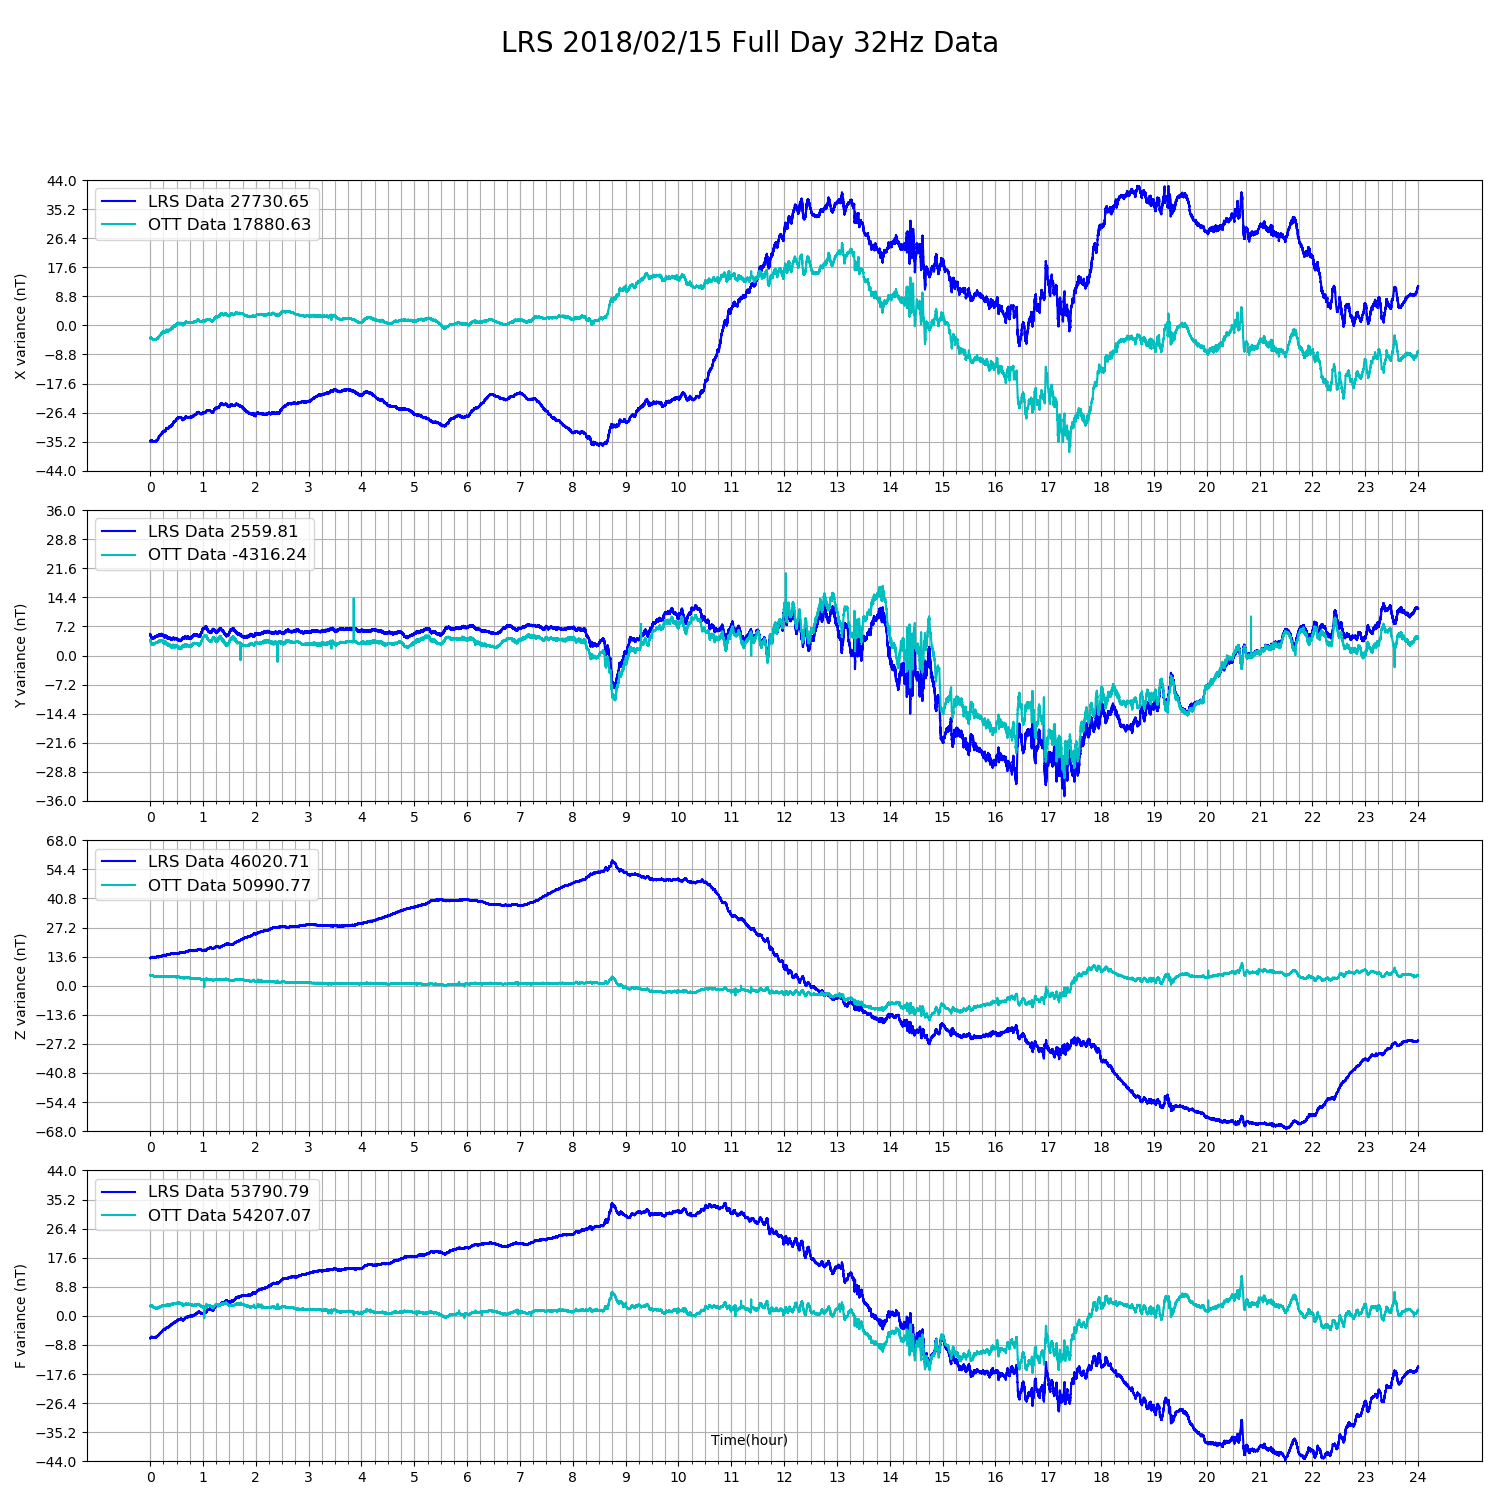 LRS 2018/02/15 Full Day 32Hz Data
X variance (nT)
44.0
35.2
26.4
17.6
8.8
0.0
−8.8
−17.6
−26.4
−35.2
−44.0
LRS Data 27730.65
OTT Data 17880.63
0 1 2 3 4 5 6 7 8 9 10 11 12 13 14 15 16 17 18 19 20 21 22 23 24
Y variance (nT)
36.0
28.8
21.6
14.4
7.2
0.0
−7.2
−14.4
−21.6
−28.8
−36.0
LRS Data 2559.81
OTT Data -4316.24
0 1 2 3 4 5 6 7 8 9 10 11 12 13 14 15 16 17 18 19 20 21 22 23 24
Z variance (nT)
68.0
54.4
40.8
27.2
13.6
0.0
−13.6
−27.2
−40.8
−54.4
−68.0
LRS Data 46020.71
OTT Data 50990.77
0 1 2 3 4 5 6 7 8 9 10 11 12 13 14 15 16 17 18 19 20 21 22 23 24
F variance (nT)
44.0
35.2
26.4
17.6
8.8
0.0
−8.8
−17.6
−26.4
−35.2
−44.0
LRS Data 53790.79
OTT Data 54207.07
Time(hour)
0 1 2 3 4 5 6 7 8 9 10 11 12 13 14 15 16 17 18 19 20 21 22 23 24